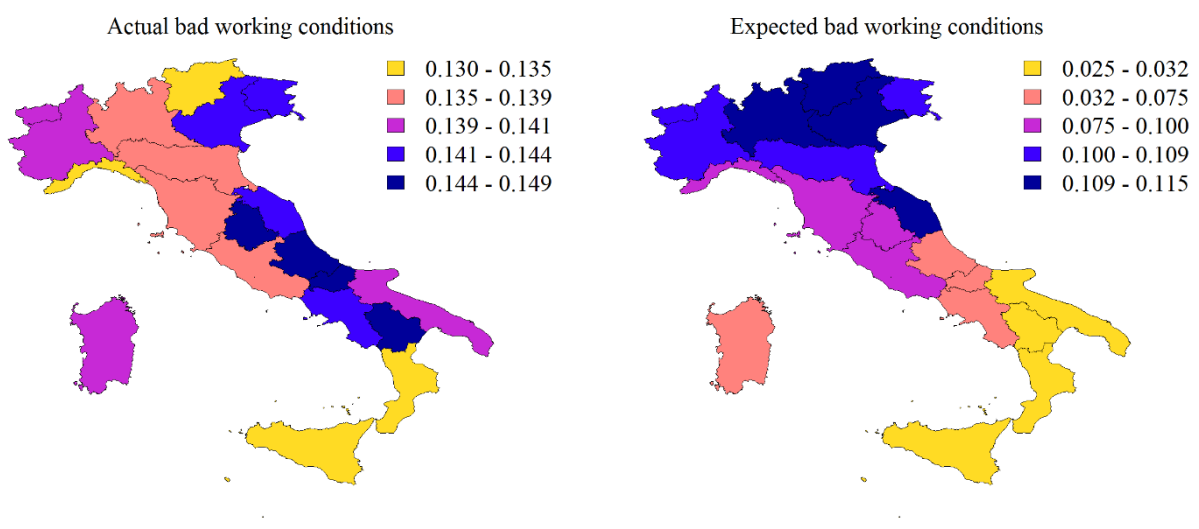 Actual bad working conditions
0.130 - 0.135
0.135 - 0.139
0.139 - 0.141
0.141 - 0.144
0.144 - 0.149
Expected bad working conditions
0.025 - 0.032
0.032 - 0.075
0.075 - 0.100
0.100 - 0.109
0.109 - 0.115